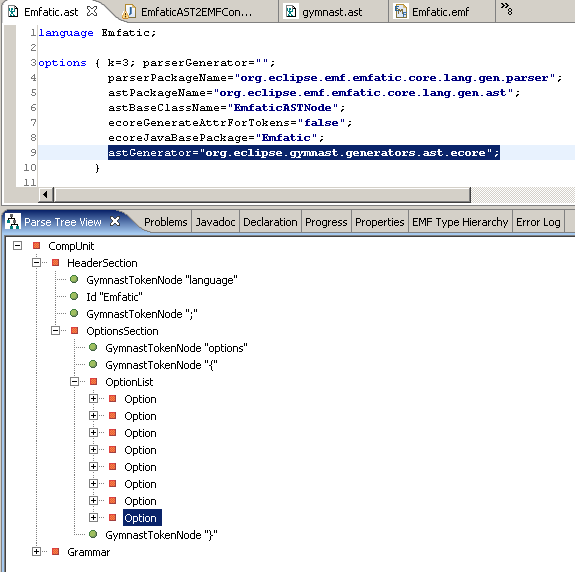 Emfatic.ast EmfaticAST2EMFCon... gymnast.ast Emfatic.emf »8
1 language Emfatic;
2
3 options { k=3; parserGenerator="";
4 parserPackageName="org.eclipse.emf.emfatic.core.lang.gen.parser";
5 astPackageName="org.eclipse.emf.emfatic.core.lang.gen.ast";
6 astBaseClassName="EmfaticASTNode";
7 ecoreGenerateAttrForTokens="false";
8 ecoreJavaBasePackage="Emfatic";
9 astGenerator="org.eclipse.gymnast.generators.ast.ecore";
10 }
11
Parse Tree View Problems Javadoc Declaration Progress Properties EMF Type Hierarchy Error Log
CompUnit
HeaderSection
GymnastTokenNode "language"
Id "Emfatic"
GymnastTokenNode ";"
OptionsSection
GymnastTokenNode "options"
GymnastTokenNode "{"
OptionList
Option
Option
Option
Option
Option
Option
Option
Option
GymnastTokenNode "}"
Grammar